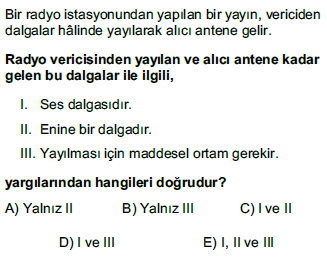 Bir radyo istasyonundan yapılan bir yayın, vericiden
dalgalar hâlinde yayılarak alıcı antene gelir.
Radyo vericisinden yayılan ve alıcı antene kadar
gelen bu dalgalar ile ilgili,
I. Ses dalgasıdır.
II. Enine bir dalgadır.
III. Yayılması için maddesel ortam gerekir.
yargılarından hangileri doğrudur?
A) Yalnız II B) Yalnız III C) I ve II
D) I ve III E) I, II ve III